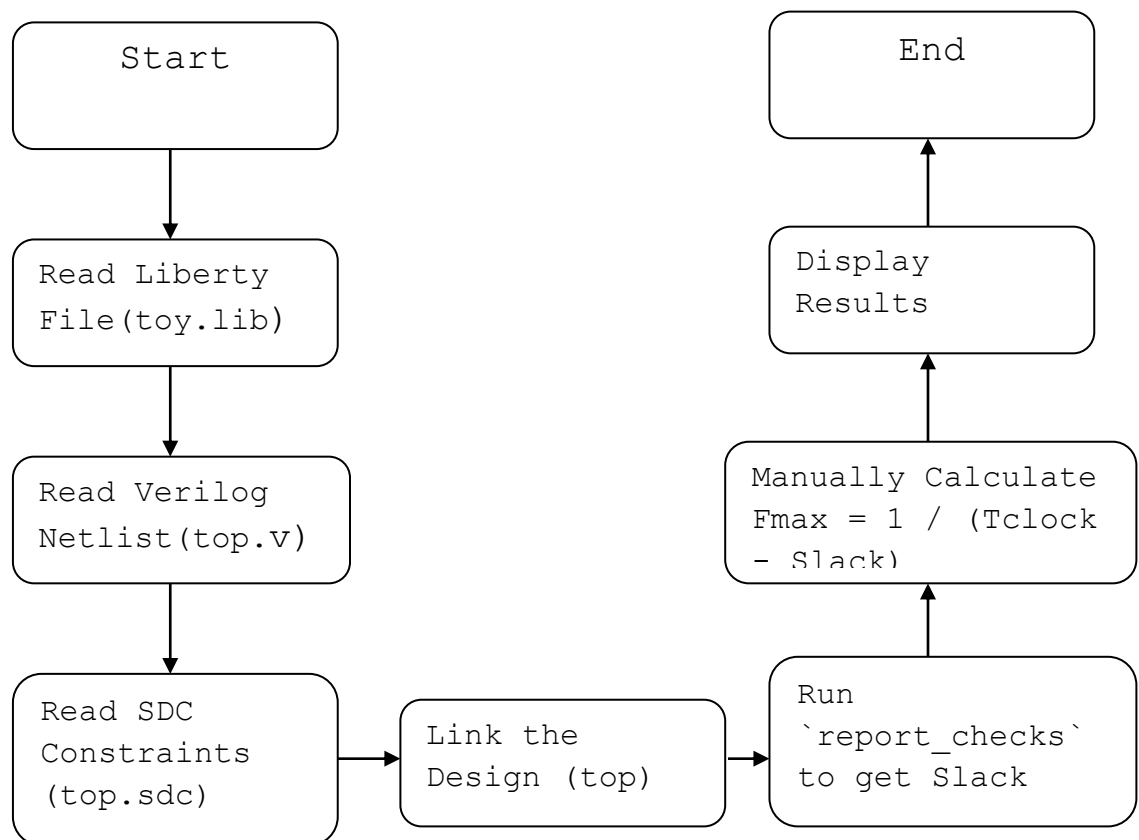 Start
Read Liberty
File(toy.lib)
Read Verilog
Netlist(top.v)
Read SDC
Constraints
(top.sdc)
Link the
Design (top)
Run
`report_checks`
to get Slack
Manually Calculate
Fmax = 1 / (Tclock
- Slack)
Display
Results
End